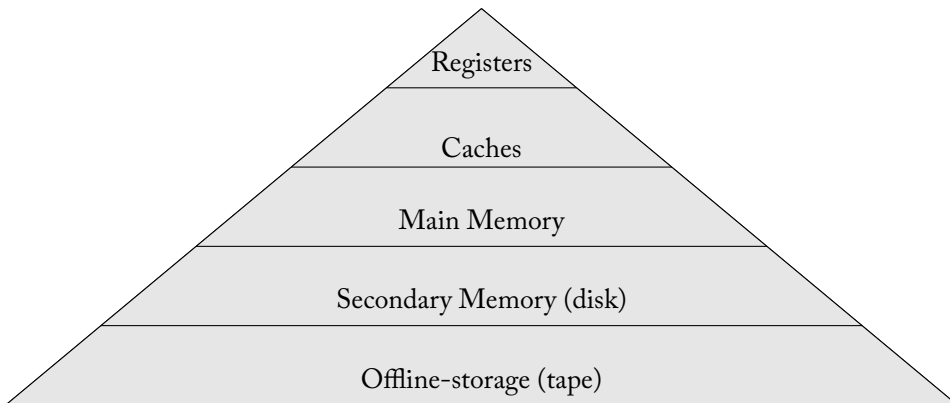 Registers
Caches
Main Memory
Secondary Memory (disk)
Offline-storage (tape)